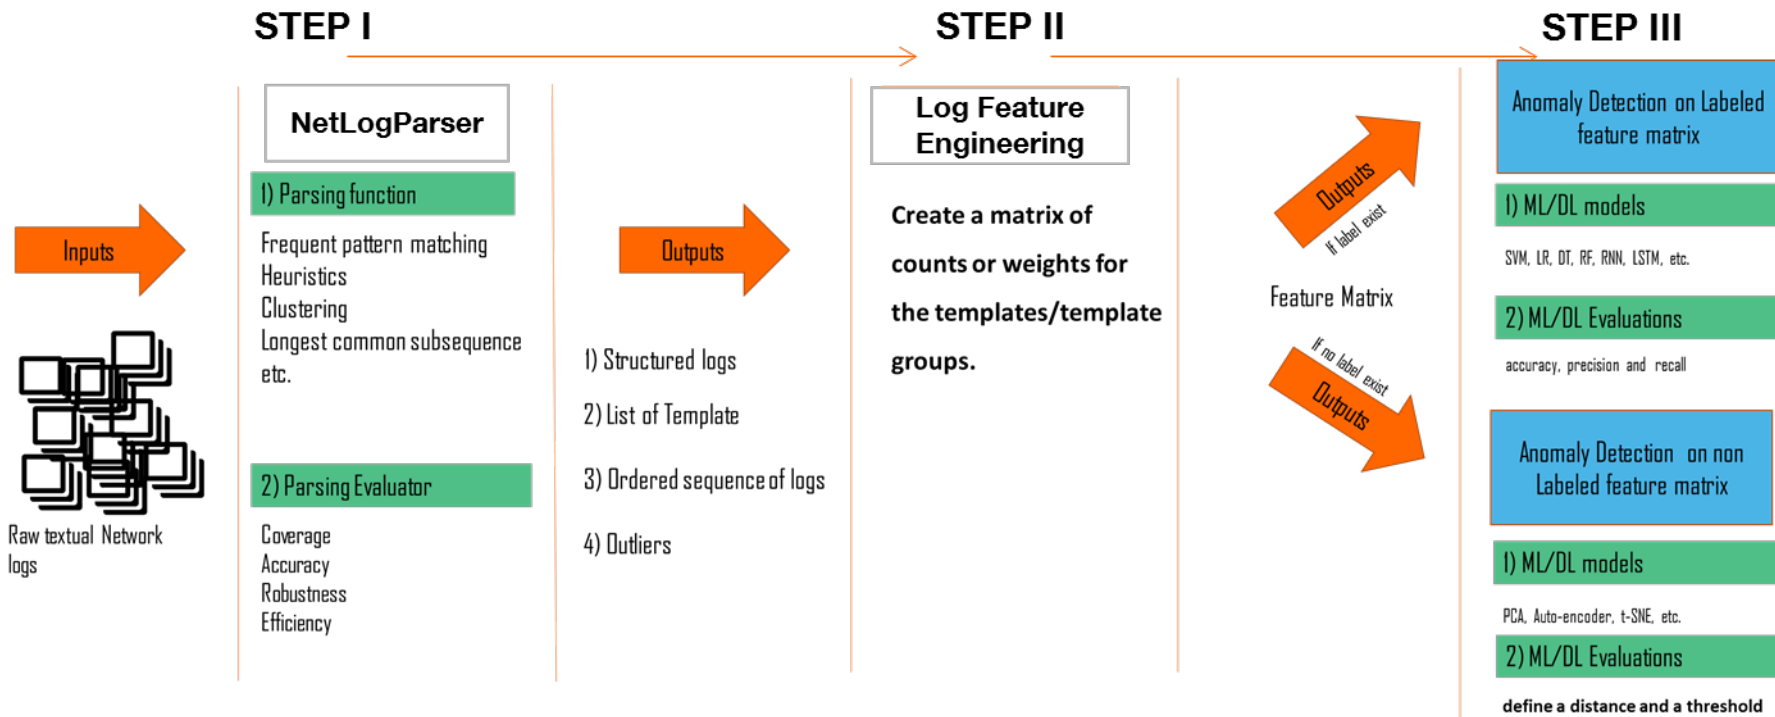 STEP I
STEP II
STEP III
Inputs
Raw textual Network
logs
NetLogParser
1) Parsing function
Frequent pattern matching
Heuristics
Clustering
Longest common subsequence
etc.
2) Parsing Evaluator
Coverage
Accuracy
Robustness
Efficiency
Outputs
1) Structured logs
2) List of Template
3) Ordered sequence of logs
4) Outliers
Log Feature
Engineering
Create a matrix of
counts or weights for
the templates/template
groups.
Outputs
If label exist
Feature Matrix
If no label exist
Outputs
Anomaly Detection on Labeled
feature matrix
1) ML/DL models
SVM, LR, DT, RF, RNN, LSTM, etc.
2) ML/DL Evaluations
accuracy, precision and recall
Anomaly Detection on non
Labeled feature matrix
1) ML/DL models
PCA, Auto-encoder, t-SNE, etc.
2) ML/DL Evaluations
define a distance and a threshold